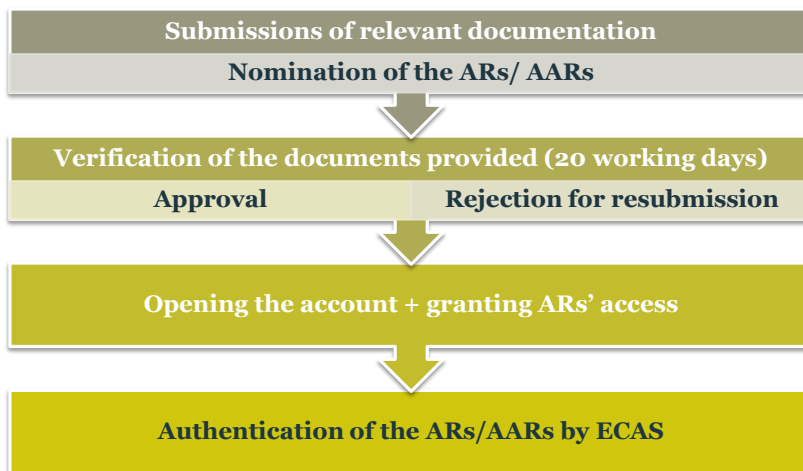 Submissions of relevant documentation
Nomination of the ARs/ AARs
Verification of the documents provided (20 working days)
Approval
Rejection for resubmission
Opening the account + granting ARs’ access
Authentication of the ARs/AARs by ECAS